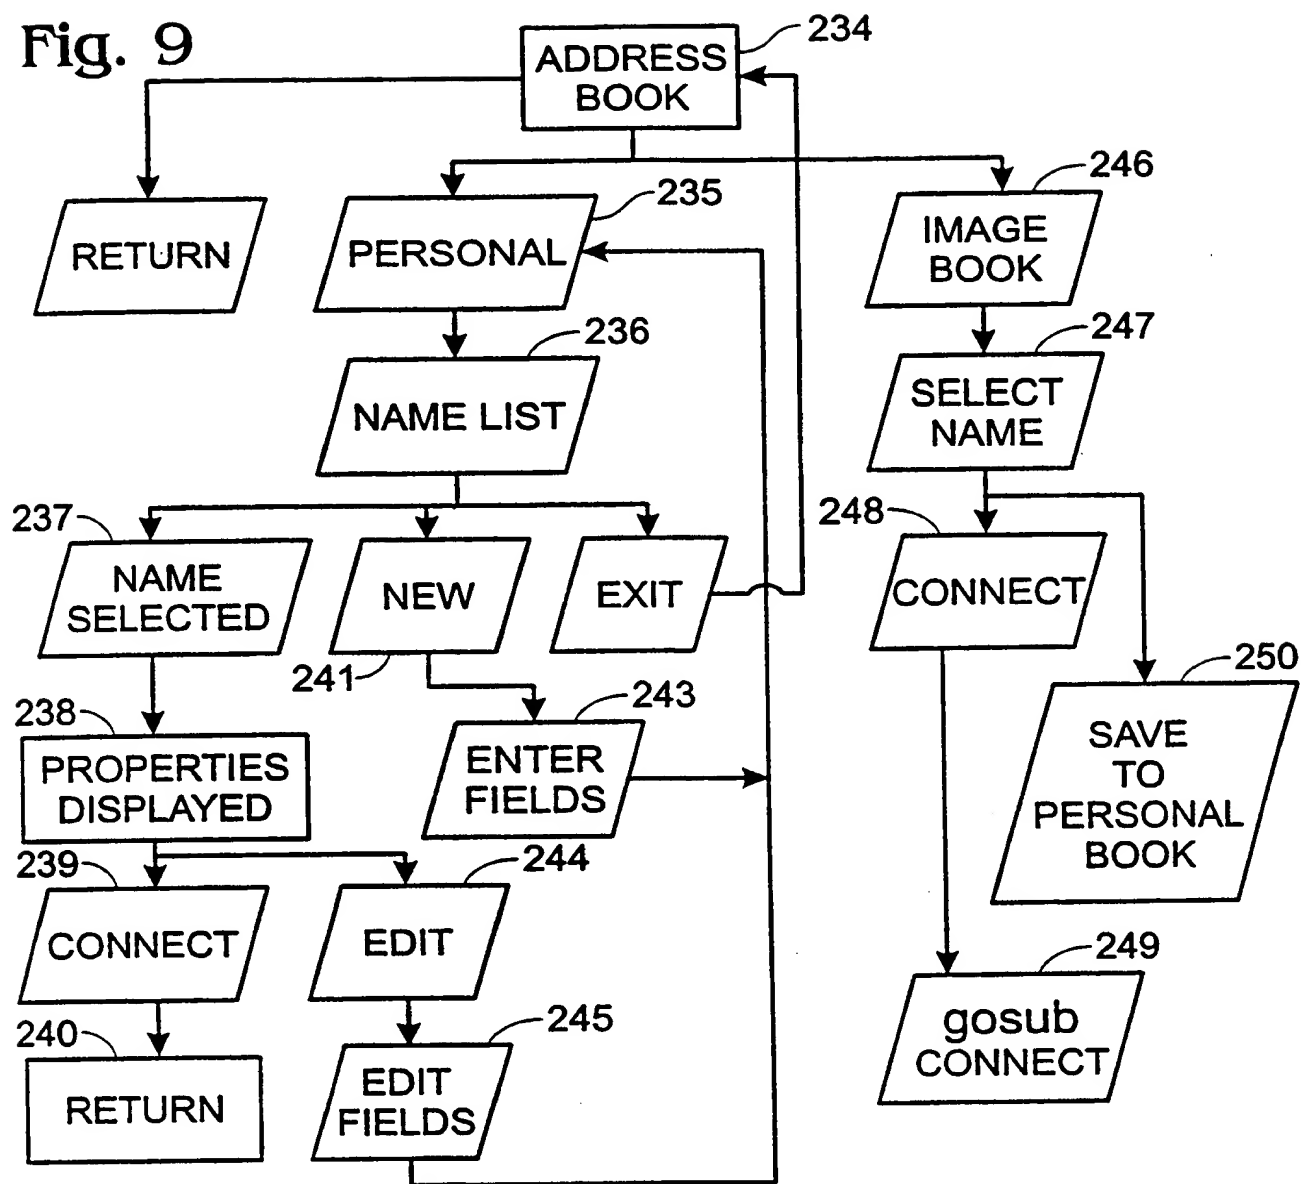 Fig. 9
234
ADDRESS
BOOK
RETURN
235
PERSONAL
246
IMAGE
BOOK
236
NAME LIST
247
SELECT
NAME
237
NAME
SELECTED
NEW
241
EXIT
248
CONNECT
238
PROPERTIES
DISPLAYED
243
ENTER
FIELDS
250
SAVE
TO
PERSONAL
BOOK
239
CONNECT
244
EDIT
249
gosub
CONNECT
240
RETURN
245
EDIT
FIELDS